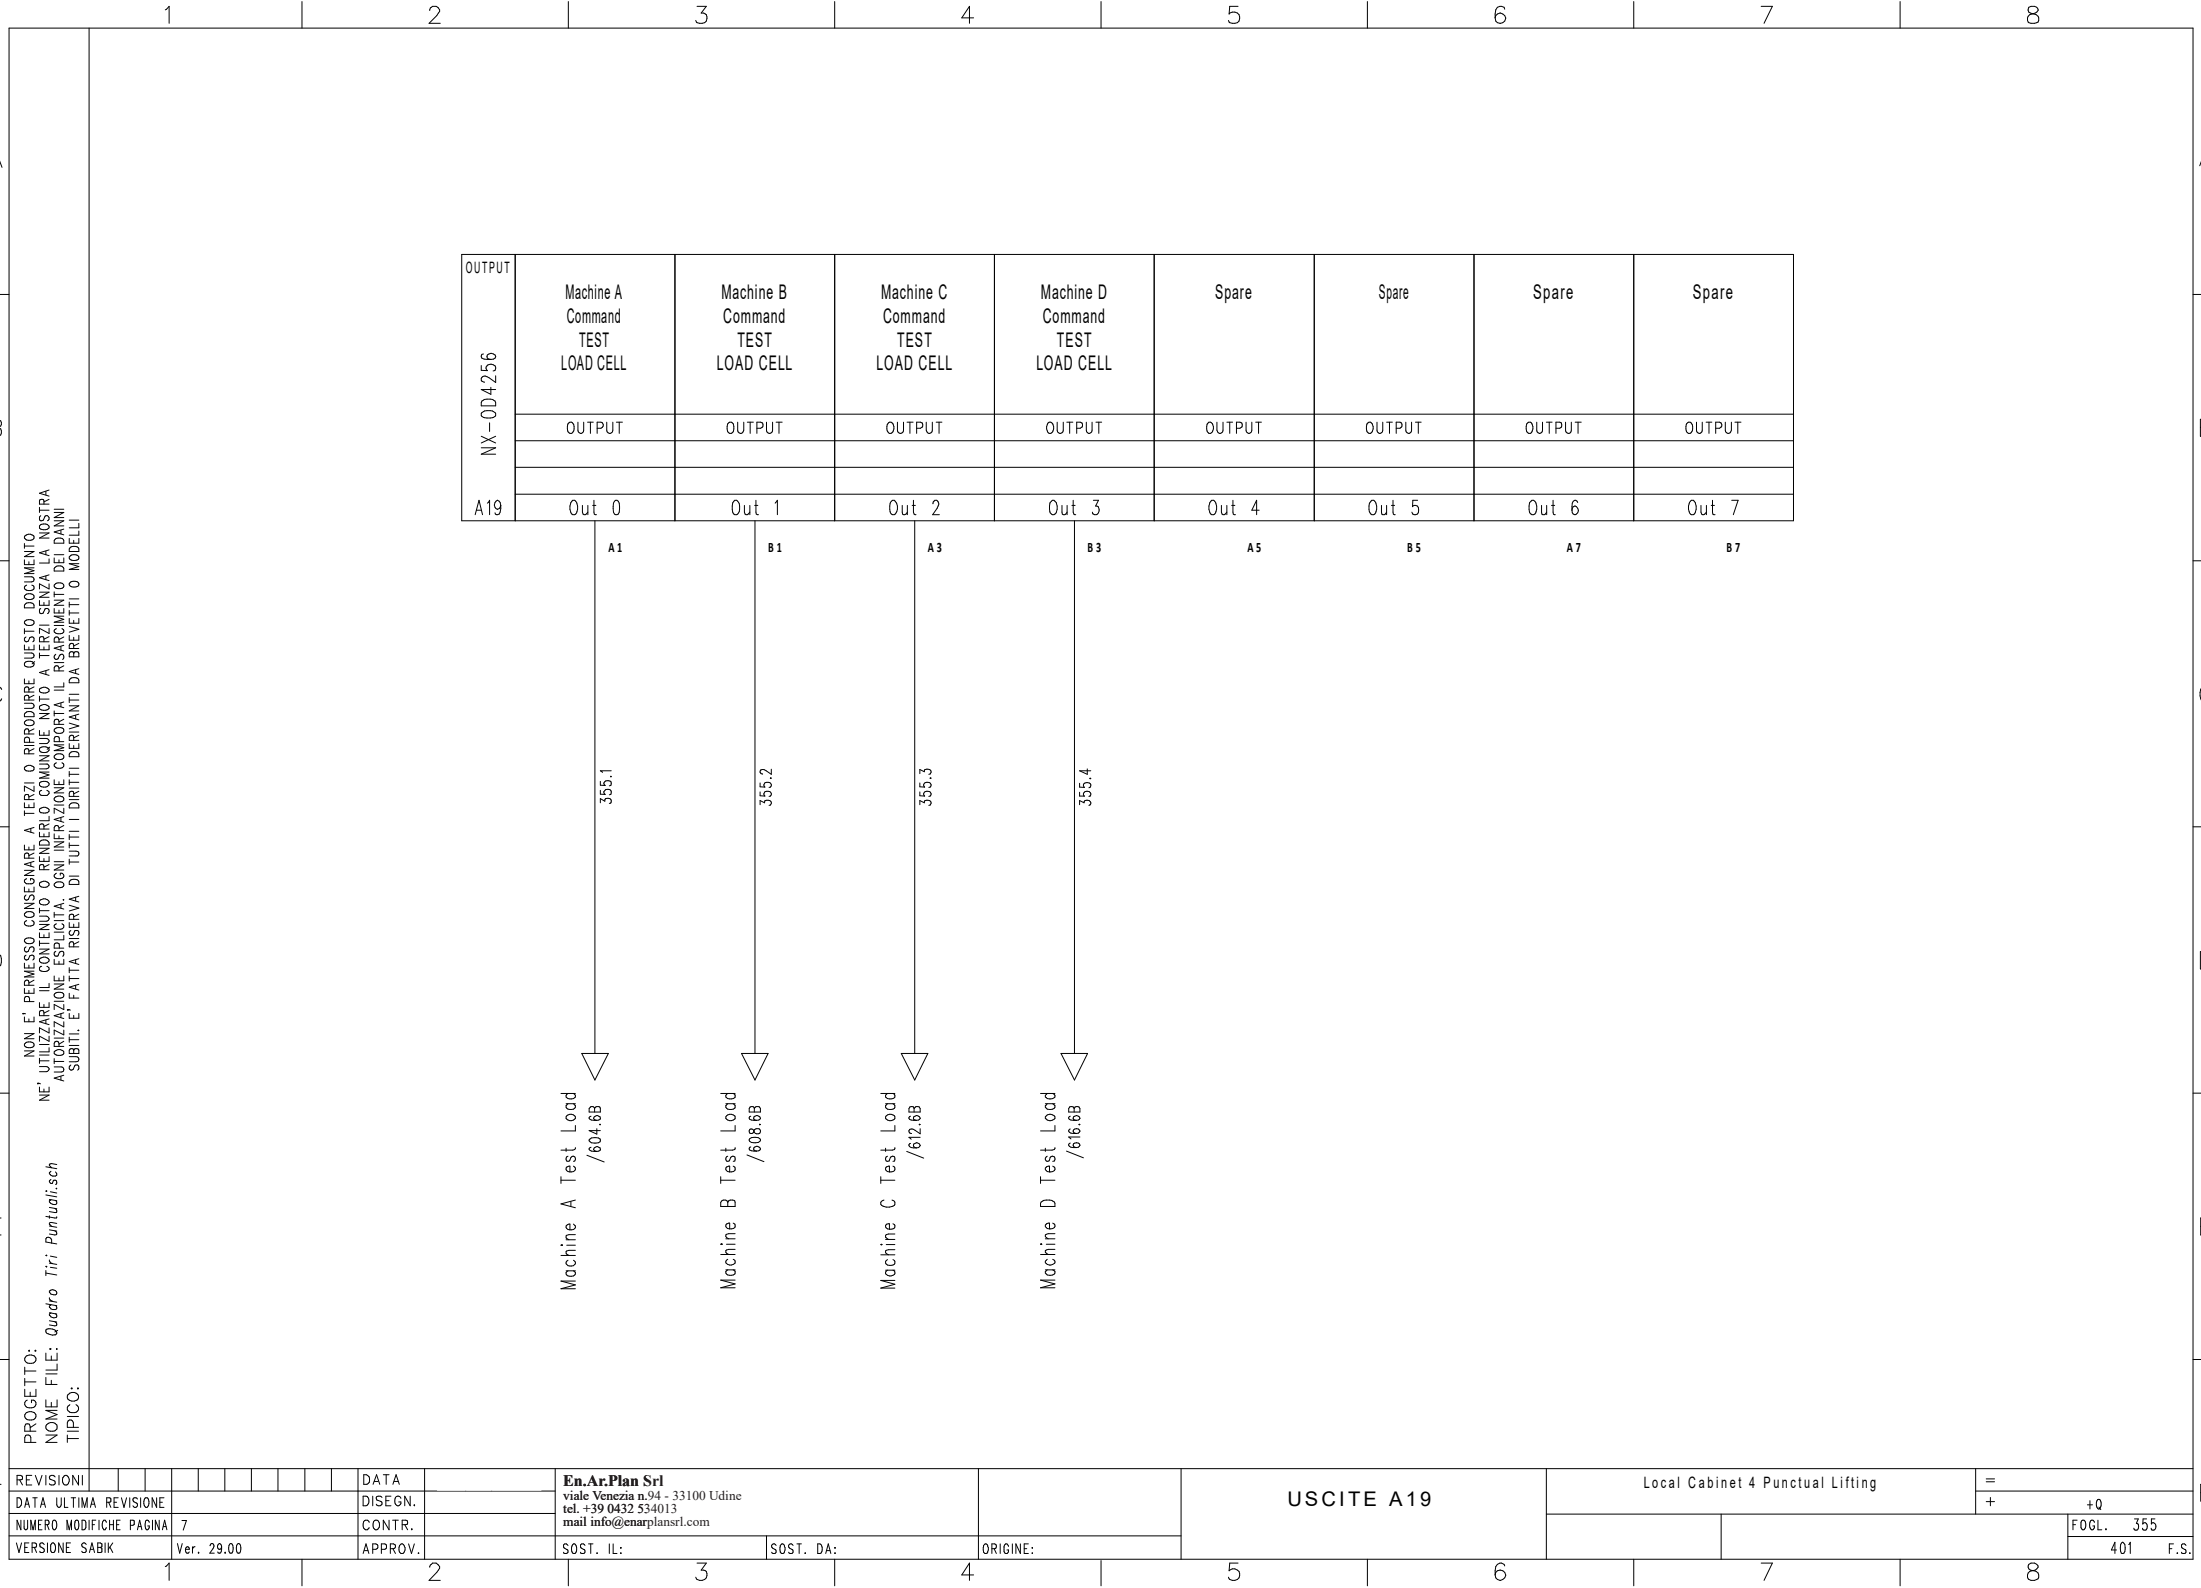 1 2 3 4 5 6 7 8
OUTPUT
NX-OD4256
A19
Machine A
Command
TEST
LOAD CELL
Machine B
Command
TEST
LOAD CELL
Machine C
Command
TEST
LOAD CELL
Machine D
Command
TEST
LOAD CELL
Spare
Spare
Spare
Spare
OUTPUT OUTPUT OUTPUT OUTPUT OUTPUT OUTPUT OUTPUT OUTPUT
Out 0 Out 1 Out 2 Out 3 Out 4 Out 5 Out 6 Out 7
A1 B1 A3 B3 A5 B5 A7 B7
355.1
355.2
355.3
355.4
Machine A Test Load
/604.6B
Machine B Test Load
/608.6B
Machine C Test Load
/612.6B
Machine D Test Load
/616.6B
NON E' PERMESSO CONSEGNARE A TERZI O RIPRODURRE QUESTO DOCUMENTO
NE' UTILIZZARE IL CONTENUTO O RENDERLO COMUNQUE NOTO A TERZI SENZA LA NOSTRA
AUTORIZZAZIONE ESPLICITA. OGNI INFRAZIONE COMPORTA IL RISARCIMENTO DEI DANNI
SUBITI. E' FATTA RISERVA DI TUTTI I DIRITTI DERIVANTI DA BREVETTI O MODELLI
PROGETTO:
NOME FILE: Quadro Tiri Puntuali.sch
TIPICO:
REVISIONI
DATA ULTIMA REVISIONE
NUMERO MODIFICHE PAGINA 7
VERSIONE SABIK Ver. 29.00
DATA
DISEGN.
CONTR.
APPROV.
En.Ar.Plan Srl
viale Venezia n.94 - 33100 Udine
tel. +39 0432 534013
mail info@enarplansrl.com
SOST. IL: SOST. DA: ORIGINE:
USCITE A19
Local Cabinet 4 Punctual Lifting
=
+ +Q
FOGL. 355
401 F.S.
1 2 3 4 5 6 7 8